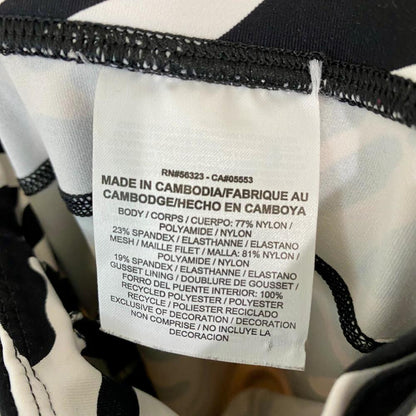 RN#56323 - CA#05553
MADE IN CAMBODIA/FABRIQUE AU
CAMBODGE/HECHO EN CAMBOYA
BODY / CORPS / CUERPO: 77% NYLON /
POLYAMIDE / NYLON
23% SPANDEX / ELASTHANNE / ELASTANO
MESH / MAILLE FILET / MALLA: 81% NYLON /
POLYAMIDE / NYLON
19% SPANDEX / ELASTHANNE / ELASTANO
GUSSET LINING / DOUBLURE DE GOUSSET /
FORRO DEL PUENTE INTERIOR: 100%
RECYCLED POLYESTER / POLYESTER
RECYCLÉ / POLIÉSTER RECICLADO
EXCLUSIVE OF DECORATION / DECORATION
NON COMPRISE / NO INCLUYE LA
DECORACION